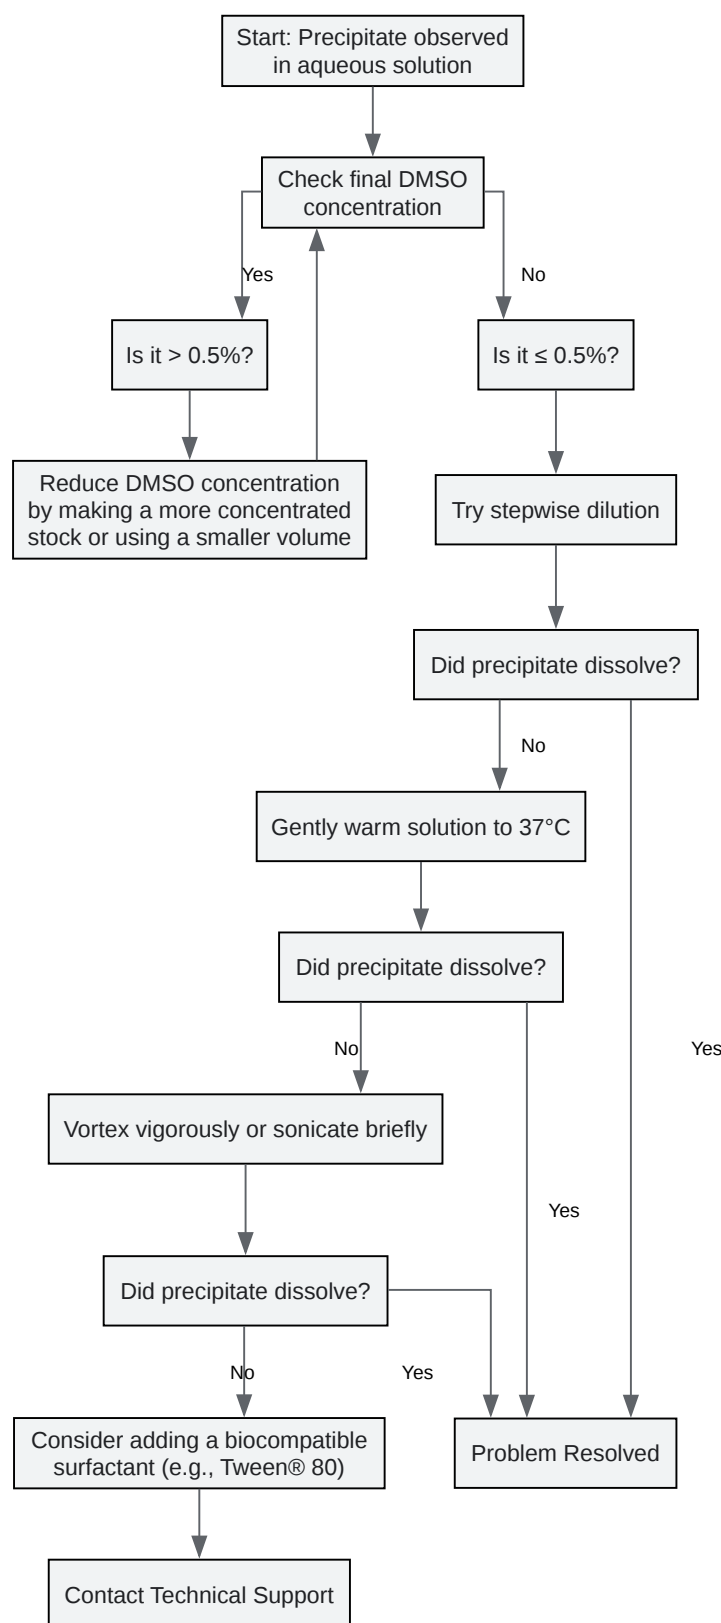 Start: Precipitate observed
in aqueous solution
Check final DMSO
concentration
Yes
No
Is it > 0.5%?
Is it ≤ 0.5%?
Reduce DMSO concentration
by making a more concentrated
stock or using a smaller volume
Try stepwise dilution
Did precipitate dissolve?
No
Gently warm solution to 37°C
Did precipitate dissolve?
No
Yes
Vortex vigorously or sonicate briefly
Yes
Did precipitate dissolve?
No
Yes
Consider adding a biocompatible
surfactant (e.g., Tween® 80)
Problem Resolved
Contact Technical Support